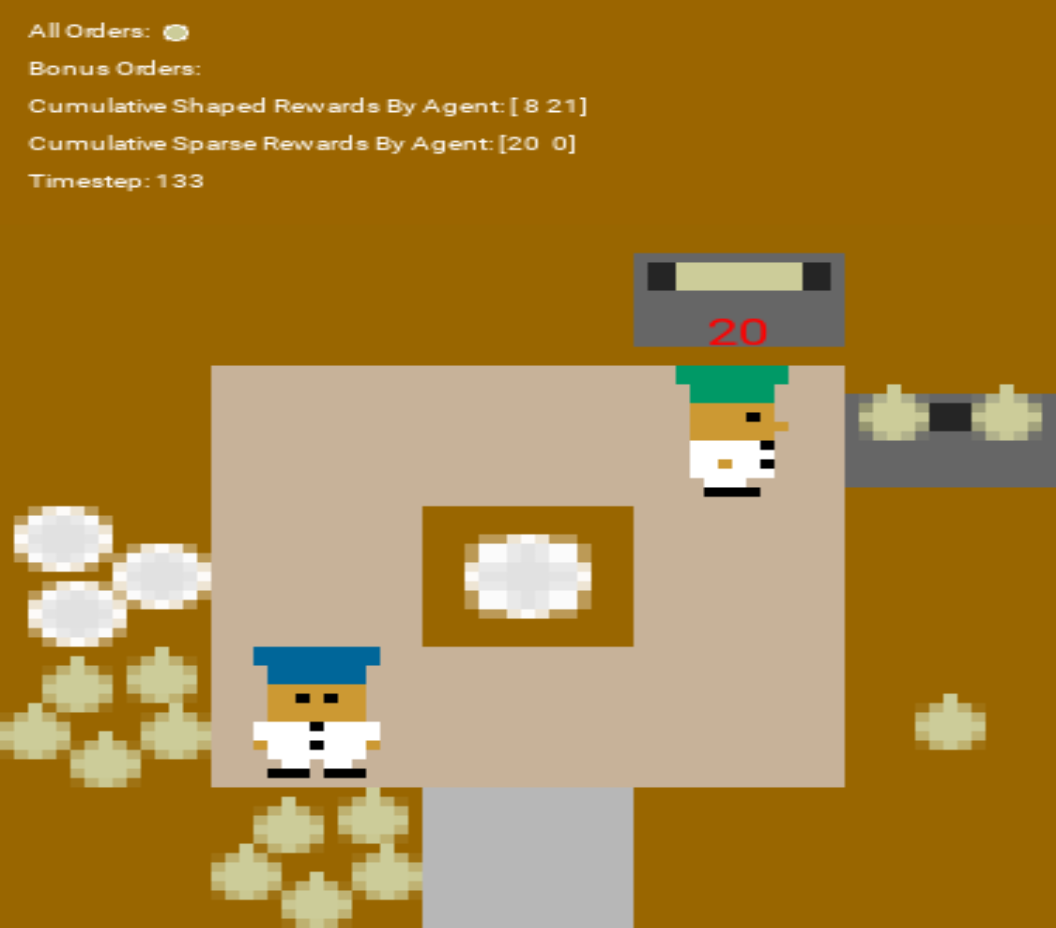 All Orders:
Bonus Orders:
Cumulative Shaped Rewards By Agent: [ 8 21]
Cumulative Sparse Rewards By Agent: [20  0]
Timestep: 133
20